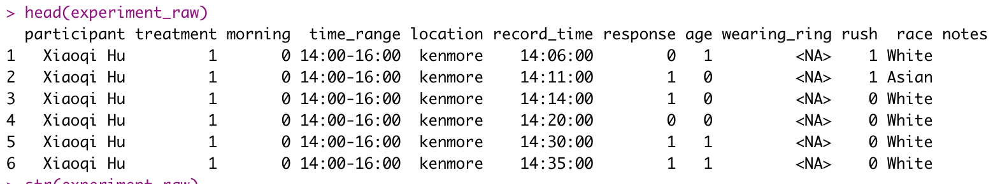 > head(experiment_raw)
participant treatment morning time_range location record_time response age wearing_ring rush race notes
1 Xiaoqi Hu 1 0 14:00-16:00 kenmore 14:06:00 0 1 <NA> 1 White
2 Xiaoqi Hu 1 0 14:00-16:00 kenmore 14:11:00 1 0 <NA> 1 Asian
3 Xiaoqi Hu 1 0 14:00-16:00 kenmore 14:14:00 1 0 <NA> 0 White
4 Xiaoqi Hu 1 0 14:00-16:00 kenmore 14:20:00 0 0 <NA> 0 White
5 Xiaoqi Hu 1 0 14:00-16:00 kenmore 14:30:00 1 1 <NA> 0 White
6 Xiaoqi Hu 1 0 14:00-16:00 kenmore 14:35:00 1 1 <NA> 0 White
> str(experiment_raw)